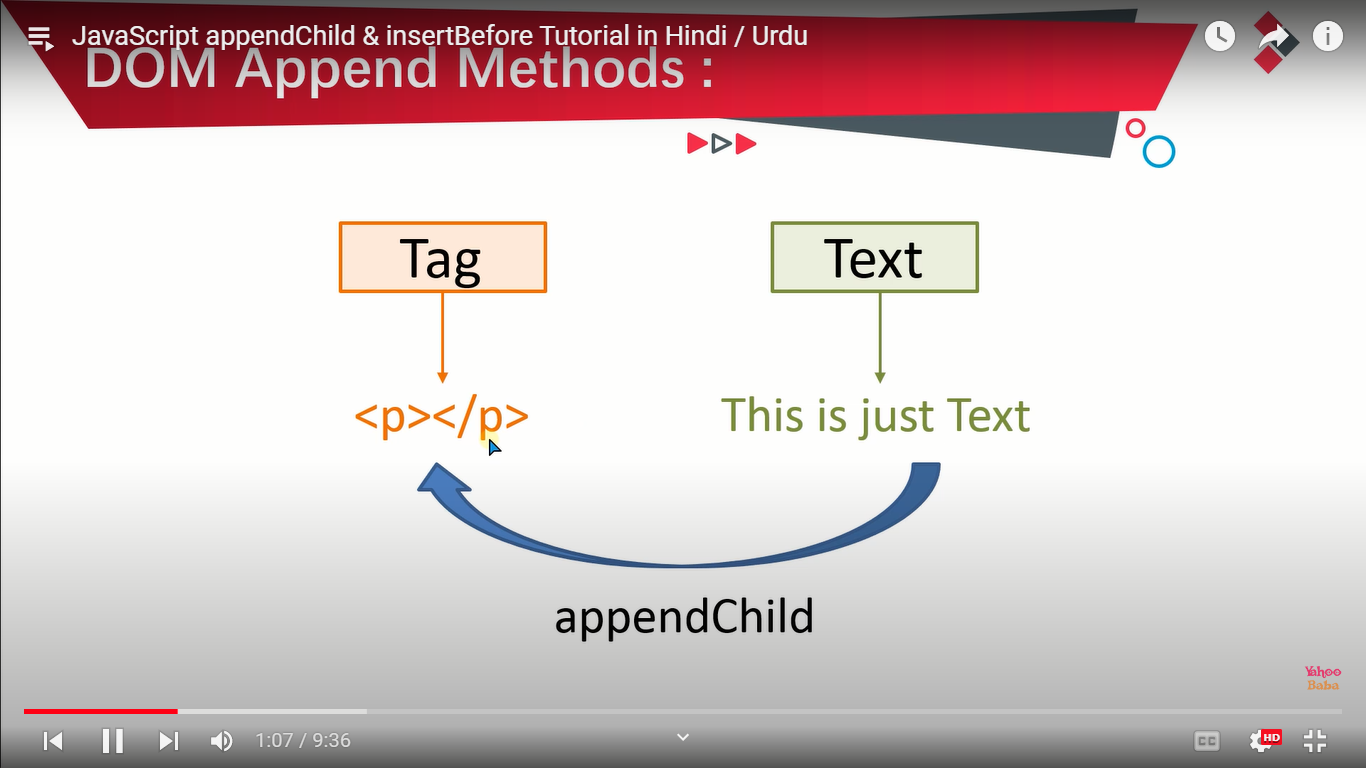 JavaScript appendChild & insertBefore Tutorial in Hindi / Urdu
DOM Append Methods :
Tag
Text
<p></p>
This is just Text
appendChild
Yahoo
Baba
1:07 / 9:36
CC
HD